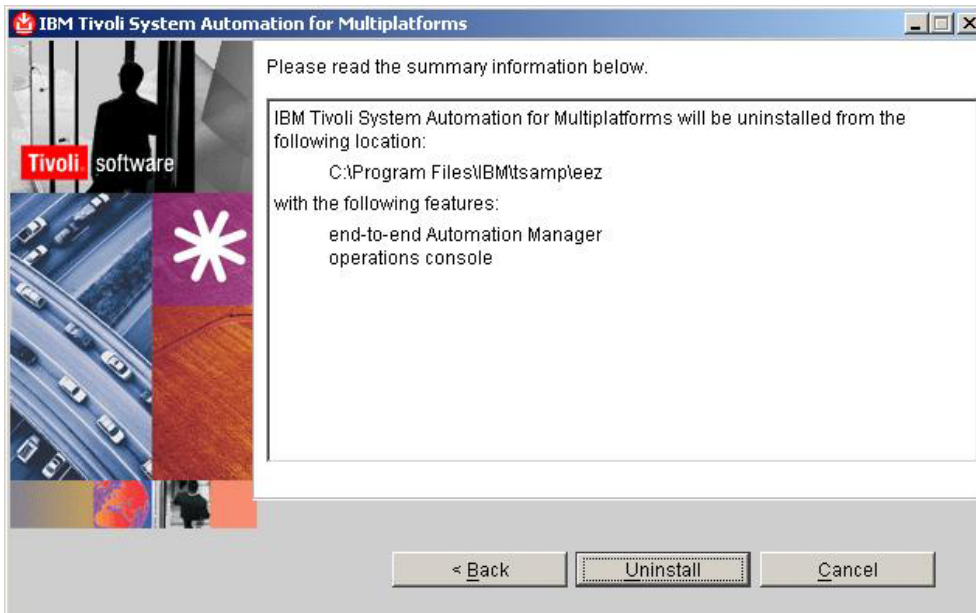 IBM Tivoli System Automation for Multiplatforms
Please read the summary information below.
IBM Tivoli System Automation for Multiplatforms will be uninstalled from the
following location:
C:\Program Files\IBM\tsamp\eez
with the following features:
end-to-end Automation Manager
operations console
Tivoli. software
< Back
Uninstall
Cancel